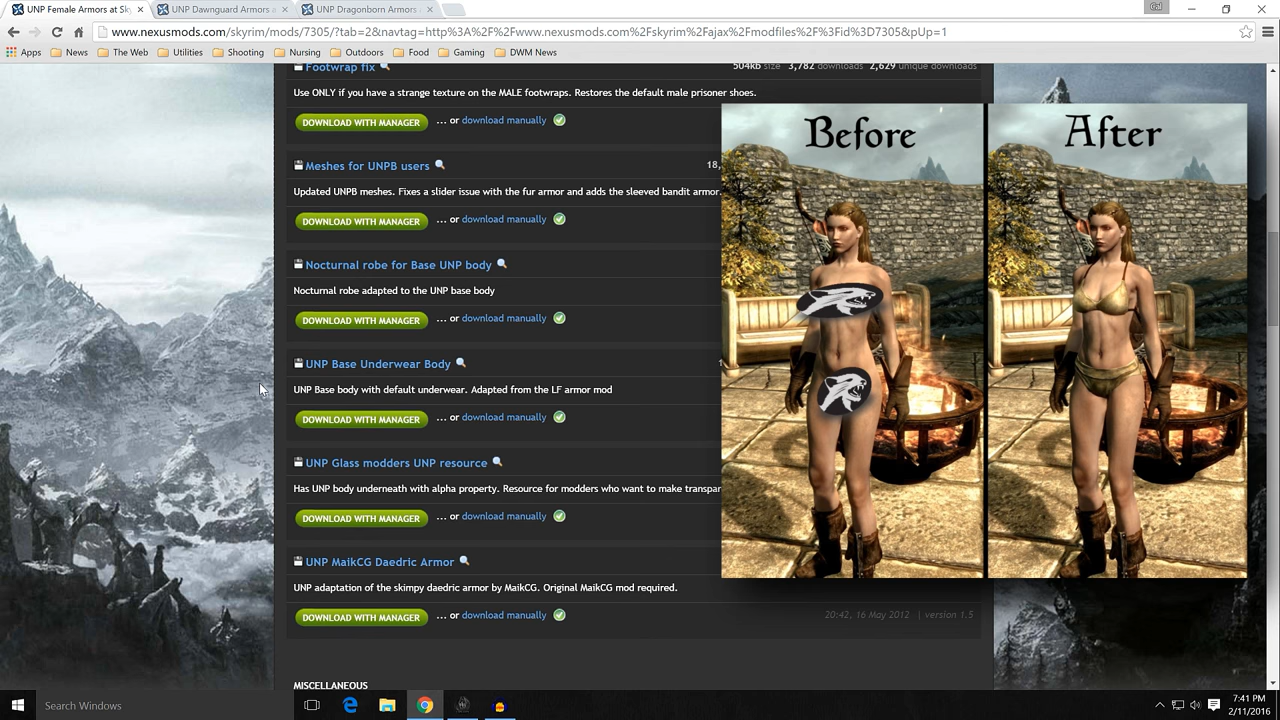 UNP Female Armors at Sky
UNP Dawnguard Armors a
UNP Dragonborn Armors
www.nexusmods.com/skyrim/mods/7305/?tab=2&navtag=http%3A%2F%2Fwww.nexusmods.com%2Fskyrim%2Fajax%2Fmodfiles%2F%3Fid%3D7305&pUp=1
Apps News The Web Utilities Shooting Nursing Outdoors Food Gaming DWM News
Footwrap fix 504kb size 3,782 downloads 2,629 unique downloads
Use ONLY if you have a strange texture on the MALE footwraps. Restores the default male prisoner shoes.
DOWNLOAD WITH MANAGER ... or download manually
Meshes for UNPB users 18,
Updated UNPB meshes. Fixes a slider issue with the fur armor and adds the sleeved bandit armor.
DOWNLOAD WITH MANAGER ... or download manually
Nocturnal robe for Base UNP body
Nocturnal robe adapted to the UNP base body
DOWNLOAD WITH MANAGER ... or download manually
UNP Base Underwear Body
UNP Base body with default underwear. Adapted from the LF armor mod
DOWNLOAD WITH MANAGER ... or download manually
UNP Glass modders UNP resource
Has UNP body underneath with alpha property. Resource for modders who want to make transpar
DOWNLOAD WITH MANAGER ... or download manually
UNP MaikCG Daedric Armor
UNP adaptation of the skimpy daedric armor by MaikCG. Original MaikCG mod required.
DOWNLOAD WITH MANAGER ... or download manually
20:42, 16 May 2012 | version 1.5
MISCELLANEOUS
Before
After
Search Windows
7:41 PM
2/11/2016